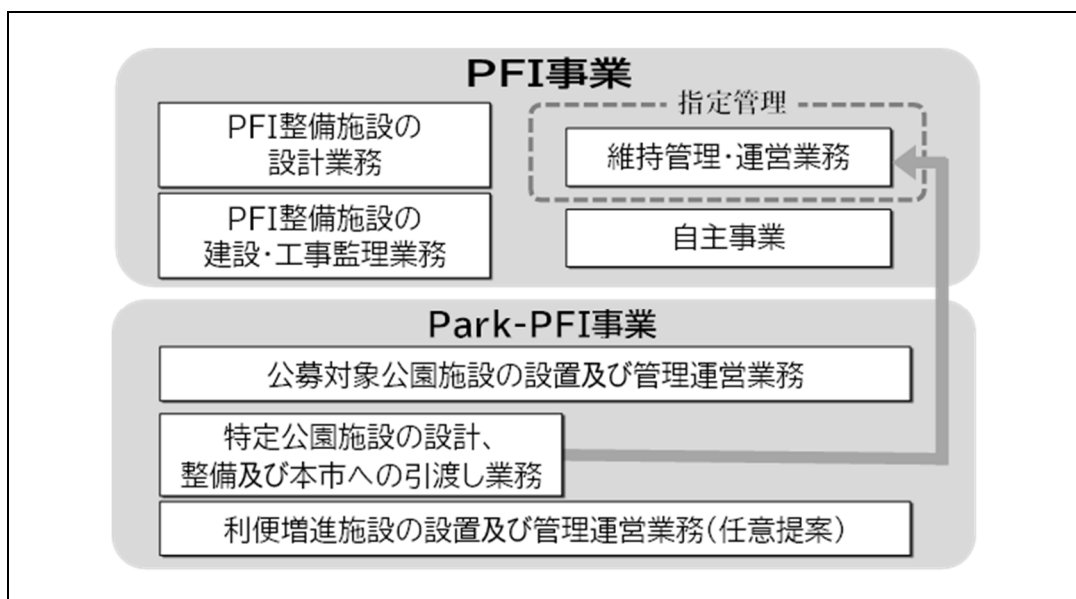 PFI事業
PFI整備施設の
設計業務
PFI整備施設の
建設・工事監理業務
指定管理
維持管理・運営業務
自主事業
Park-PFI事業
公募対象公園施設の設置及び管理運営業務
特定公園施設の設計、
整備及び本市への引渡し業務
利便増進施設の設置及び管理運営業務(任意提案)